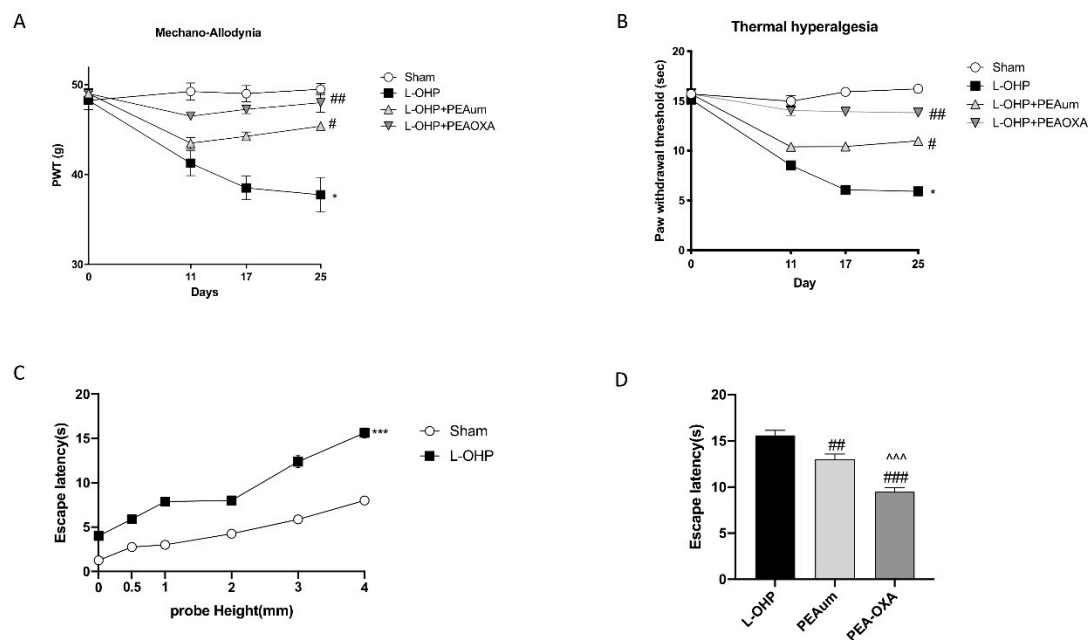 A
Mechano-Allodynia
50
40
30
PWT (g)
0 11 17 25
Days
Sham
L-OHP
L-OHP+PEAum
L-OHP+PEAOXA
##
#
*
B
Thermal hyperalgesia
20
15
10
5
0
Paw withdrawal threshold (sec)
0 11 17 25
Day
Sham
L-OHP
L-OHP+PEAum
L-OHP+PEAOXA
##
#
*
C
20
15
10
5
0
Escape latency(s)
0 0.5 1 2 3 4
probe Height(mm)
***
Sham
L-OHP
D
20
15
10
5
0
Escape latency(s)
##
^^^
###
L-OHP
PEAum
PEA-OXA